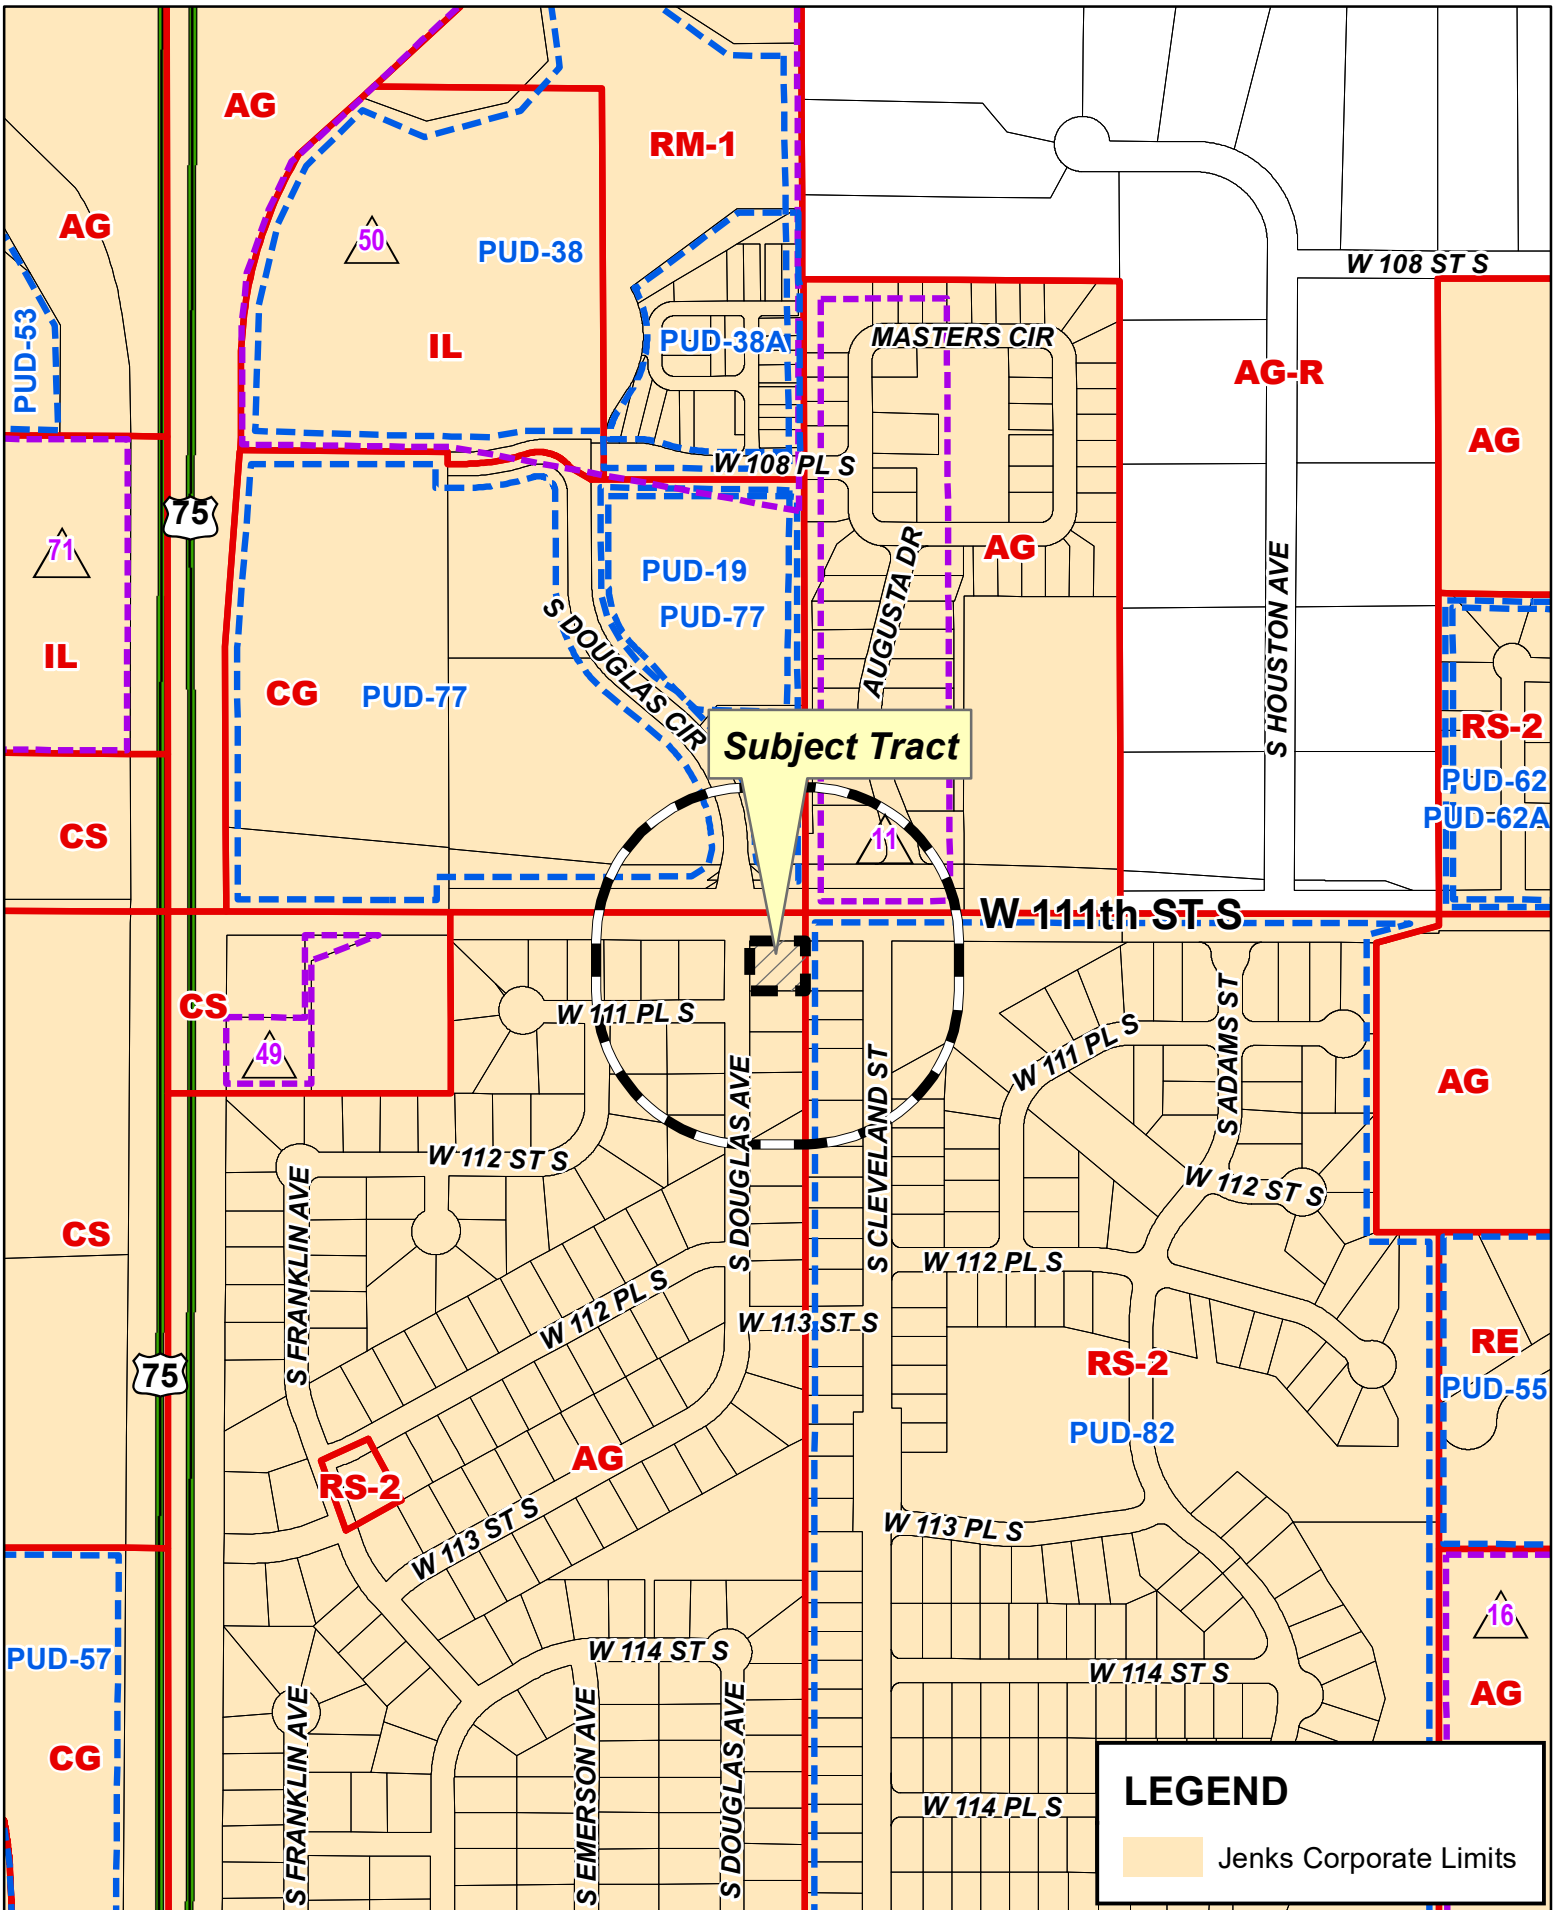 AG
RM-1
AG
50
PUD-38
W 108 ST S
PUD-53
IL
PUD-38A
MASTERS CIR
AG-R
AG
W 108 PL S
75
71
AG
PUD-19
PUD-77
S DOUGLAS CIR
AUGUSTA DR
S HOUSTON AVE
IL
CG
PUD-77
RS-2
PUD-62
PUD-62A
Subject Tract
CS
11
W 111th ST S
CS
49
W 111 PL S
W 111 PL S
S ADAMS ST
AG
S DOUGLAS AVE
S CLEVELAND ST
W 112 ST S
W 112 ST S
S FRANKLIN AVE
CS
W 112 PL S
W 112 PL S
W 113 ST S
75
RS-2
RE
PUD-55
PUD-82
AG
RS-2
W 113 ST S
W 113 PL S
16
PUD-57
W 114 ST S
W 114 ST S
AG
CG
S FRANKLIN AVE
S EMERSON AVE
S DOUGLAS AVE
W 114 PL S
LEGEND
Jenks Corporate Limits